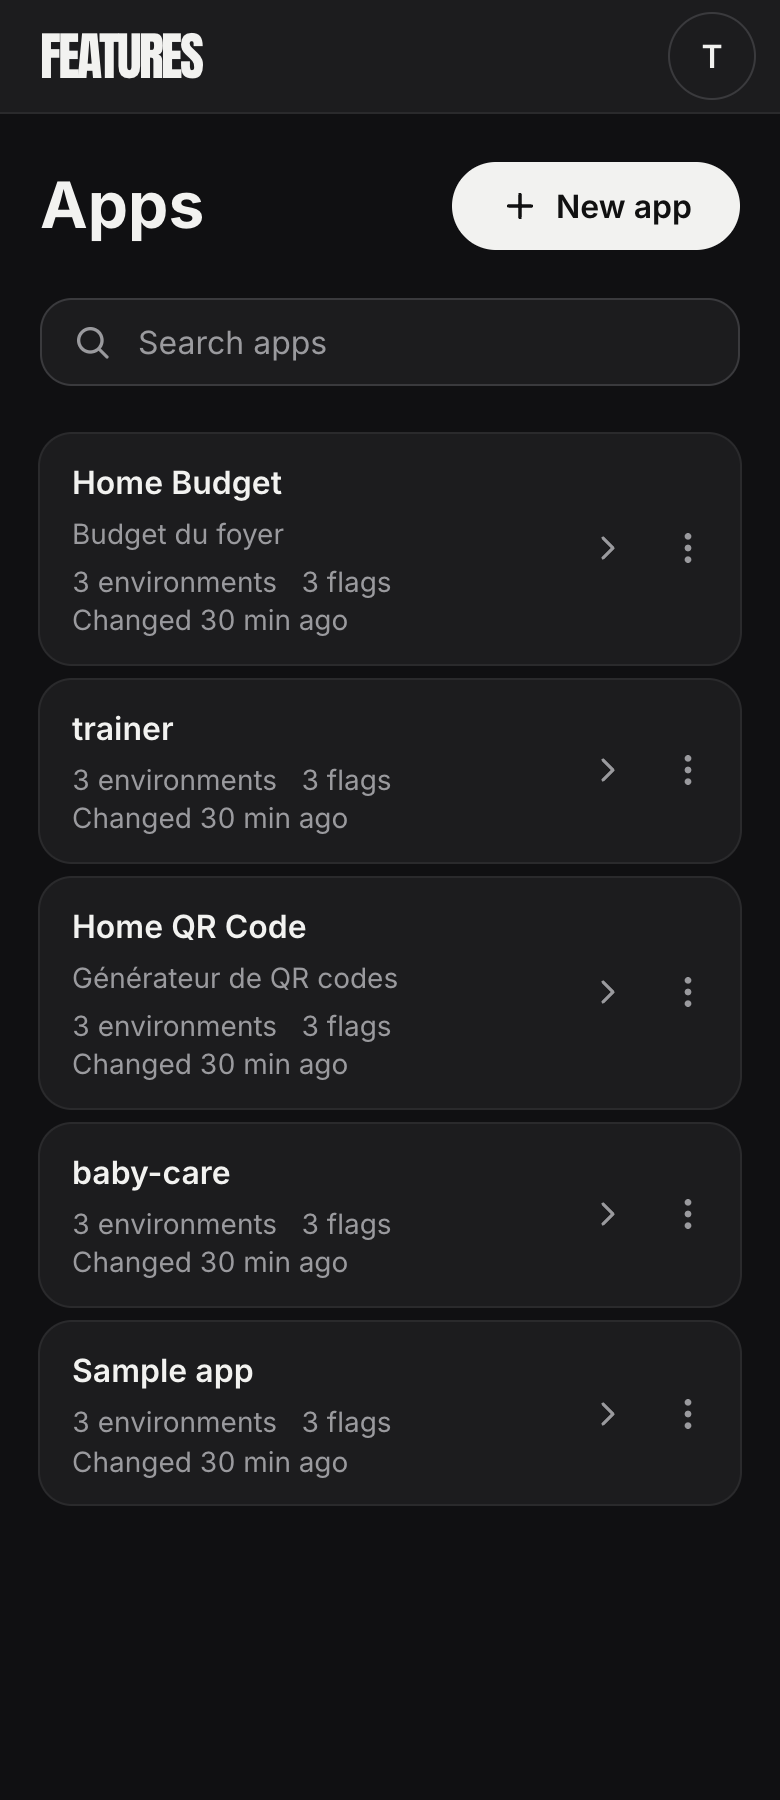 FEATURES
T
Apps
New app
Search apps
Home Budget
Budget du foyer
3 environments 3 flags
Changed 30 min ago
trainer
3 environments 3 flags
Changed 30 min ago
Home QR Code
Générateur de QR codes
3 environments 3 flags
Changed 30 min ago
baby-care
3 environments 3 flags
Changed 30 min ago
Sample app
3 environments 3 flags
Changed 30 min ago